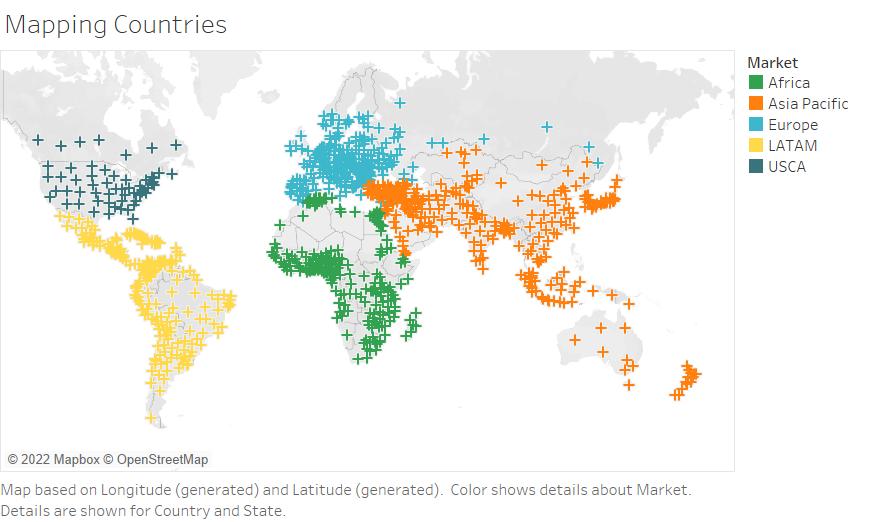 Mapping Countries
Market
Africa
Asia Pacific
Europe
LATAM
USCA
© 2022 Mapbox © OpenStreetMap
Map based on Longitude (generated) and Latitude (generated).  Color shows details about Market.
Details are shown for Country and State.